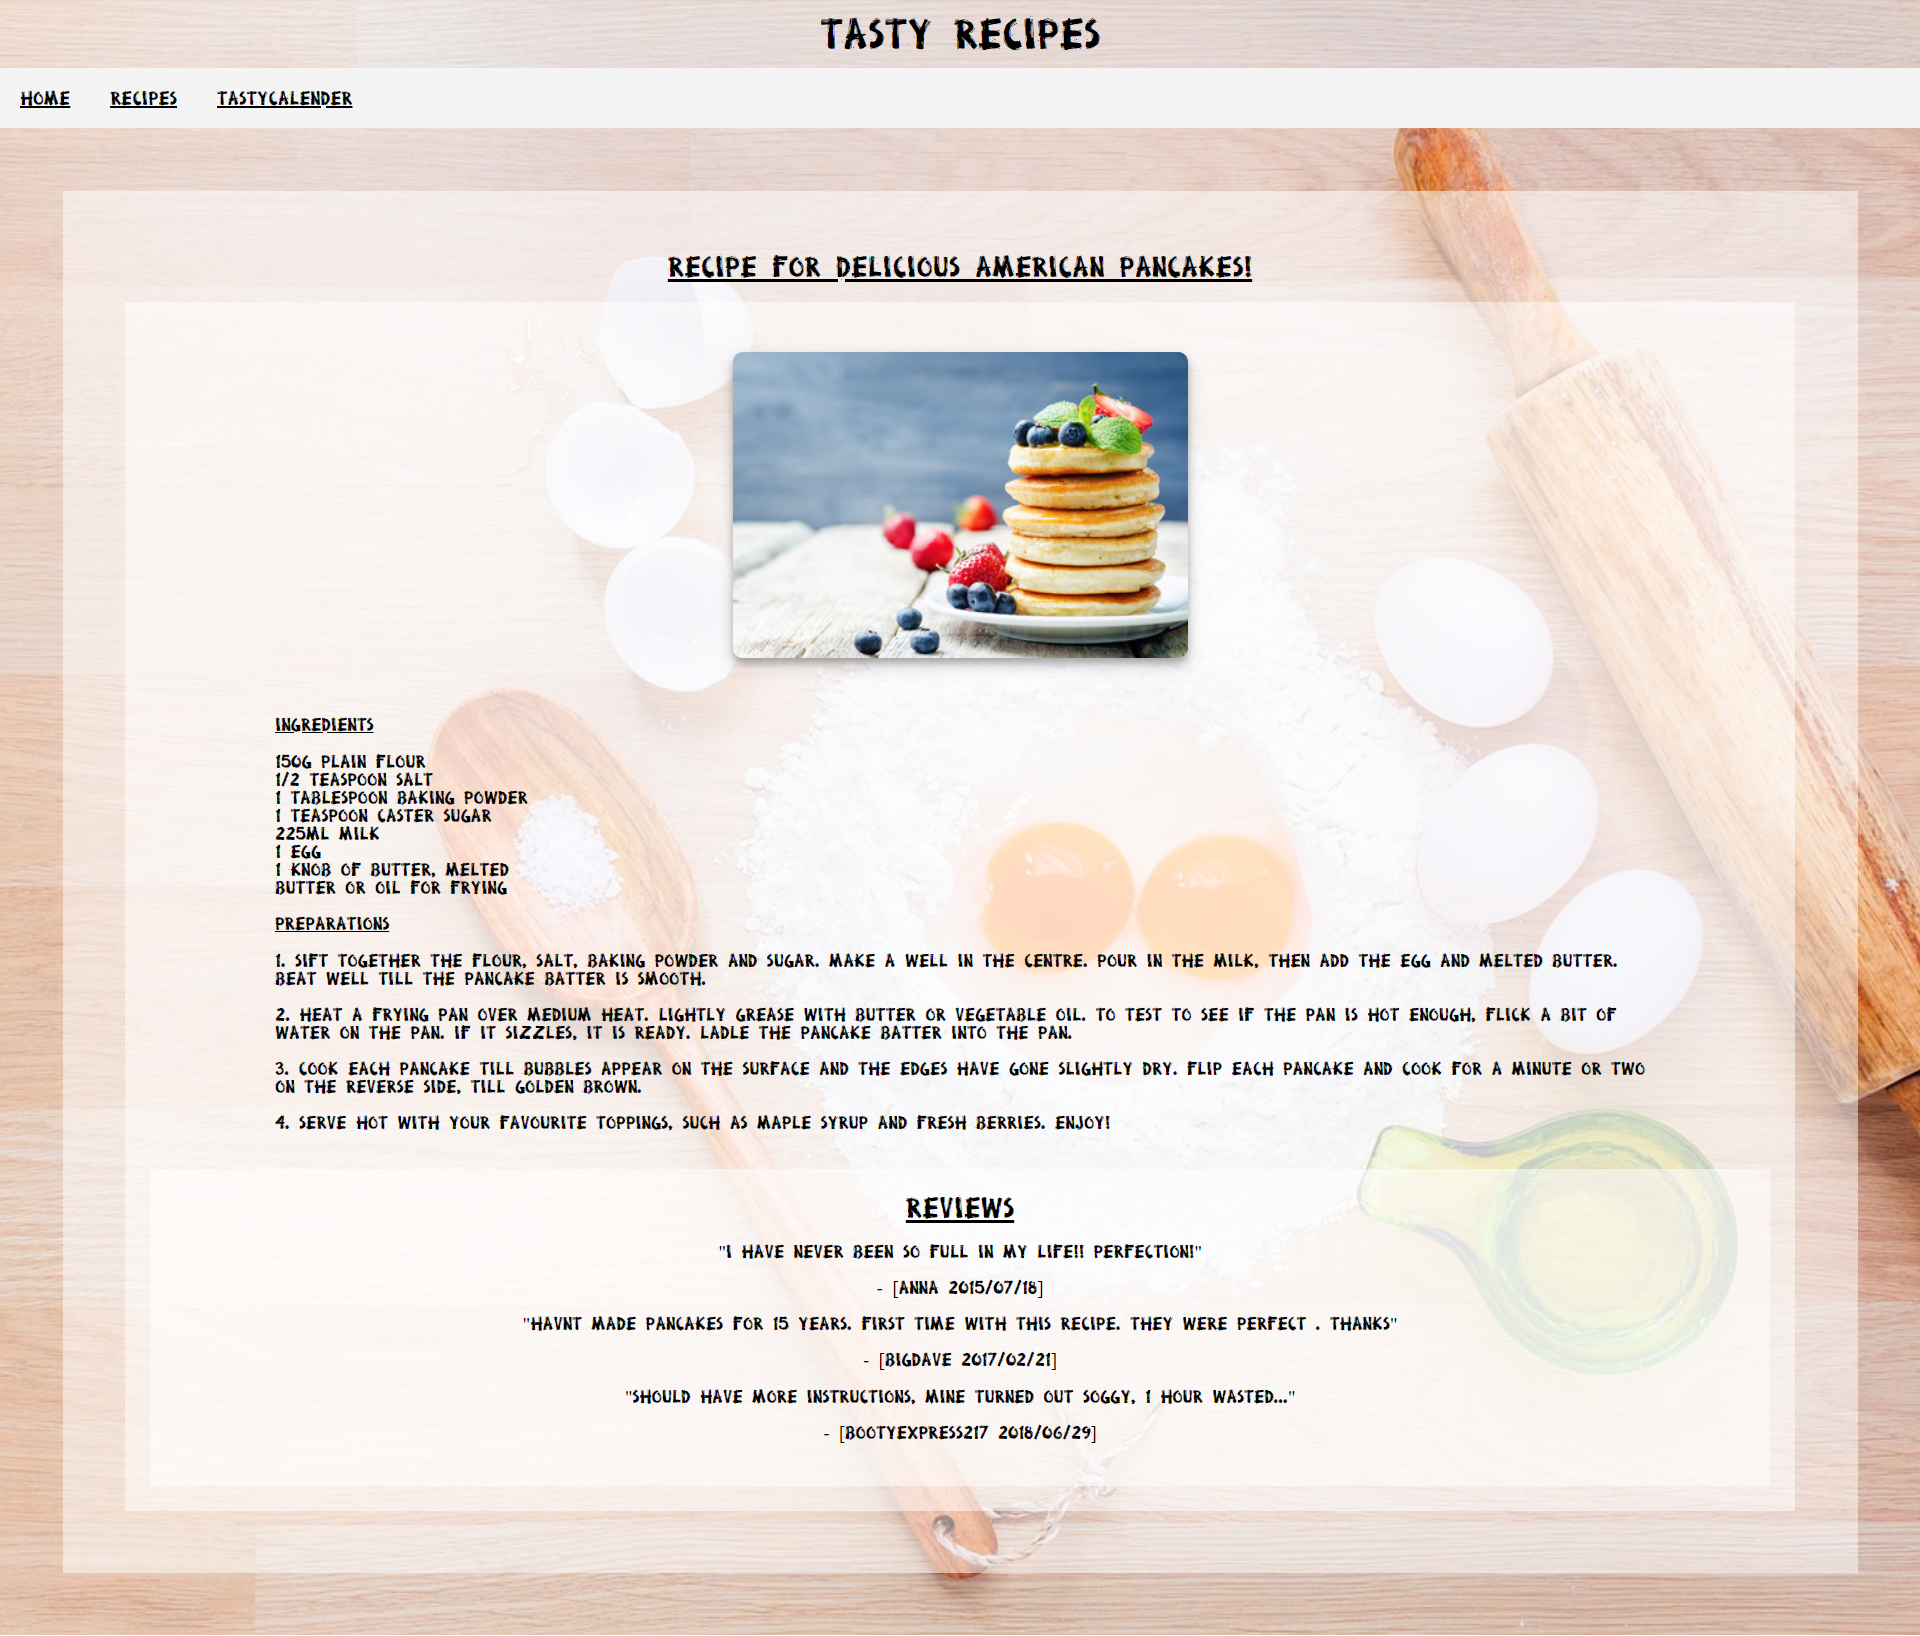 TASTY RECIPES
HOME RECIPES TASTYCALENDER
RECIPE FOR DELICIOUS AMERICAN PANCAKES!
INGREDIENTS
150G PLAIN FLOUR
1/2 TEASPOON SALT
1 TABLESPOON BAKING POWDER
1 TEASPOON CASTER SUGAR
225ML MILK
1 EGG
1 KNOB OF BUTTER, MELTED
BUTTER OR OIL FOR FRYING
PREPARATIONS
1. SIFT TOGETHER THE FLOUR, SALT, BAKING POWDER AND SUGAR. MAKE A WELL IN THE CENTRE. POUR IN THE MILK, THEN ADD THE EGG AND MELTED BUTTER.
BEAT WELL TILL THE PANCAKE BATTER IS SMOOTH.
2. HEAT A FRYING PAN OVER MEDIUM HEAT. LIGHTLY GREASE WITH BUTTER OR VEGETABLE OIL. TO TEST TO SEE IF THE PAN IS HOT ENOUGH, FLICK A BIT OF
WATER ON THE PAN. IF IT SIZZLES, IT IS READY. LADLE THE PANCAKE BATTER INTO THE PAN.
3. COOK EACH PANCAKE TILL BUBBLES APPEAR ON THE SURFACE AND THE EDGES HAVE GONE SLIGHTLY DRY. FLIP EACH PANCAKE AND COOK FOR A MINUTE OR TWO
ON THE REVERSE SIDE, TILL GOLDEN BROWN.
4. SERVE HOT WITH YOUR FAVOURITE TOPPINGS, SUCH AS MAPLE SYRUP AND FRESH BERRIES. ENJOY!
REVIEWS
"I HAVE NEVER BEEN SO FULL IN MY LIFE!! PERFECTION!"
- [ANNA 2015/07/18]
"HAVNT MADE PANCAKES FOR 15 YEARS. FIRST TIME WITH THIS RECIPE. THEY WERE PERFECT . THANKS"
- [BIGDAVE 2017/02/21]
"SHOULD HAVE MORE INSTRUCTIONS, MINE TURNED OUT SOGGY, 1 HOUR WASTED..."
- [BOOTYEXPRESS217 2018/06/29]